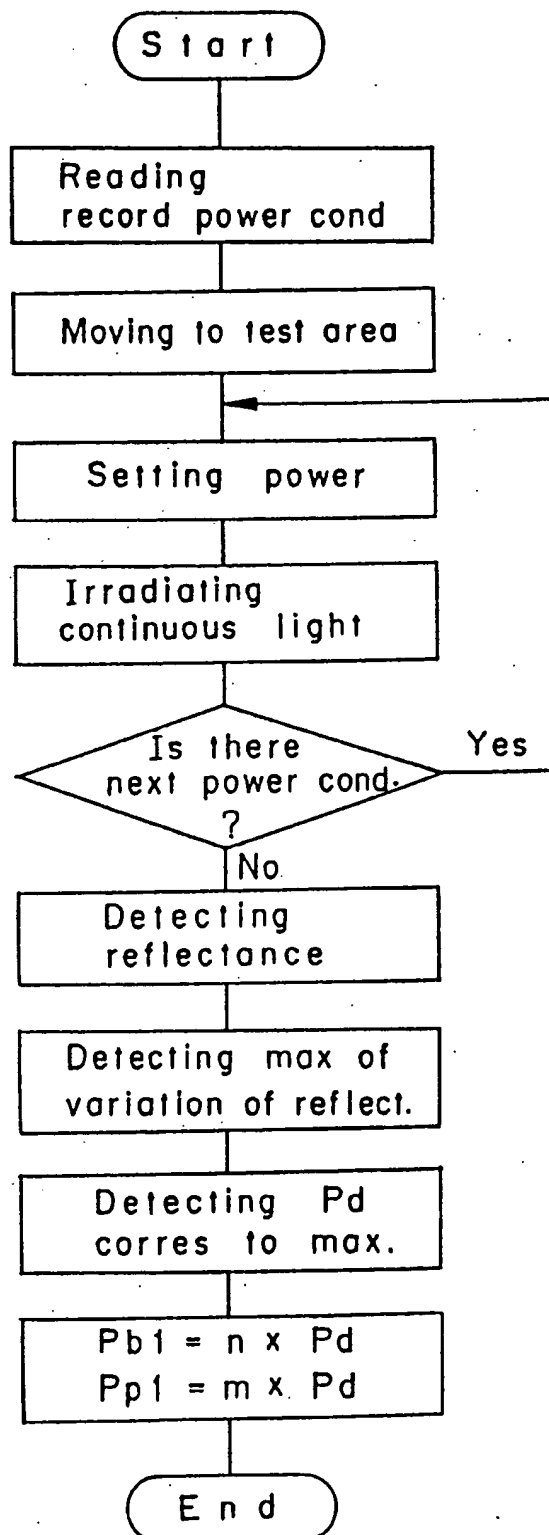 Start
Reading
record power cond
Moving to test area
Setting power
Irradiating
continuous light
Is there
next power cond.
?
Yes
No
Detecting
reflectance
Detecting max of
variation of reflect.
Detecting Pd
corres to max.
Pb1 = n x Pd
Pp1 = m x Pd
End